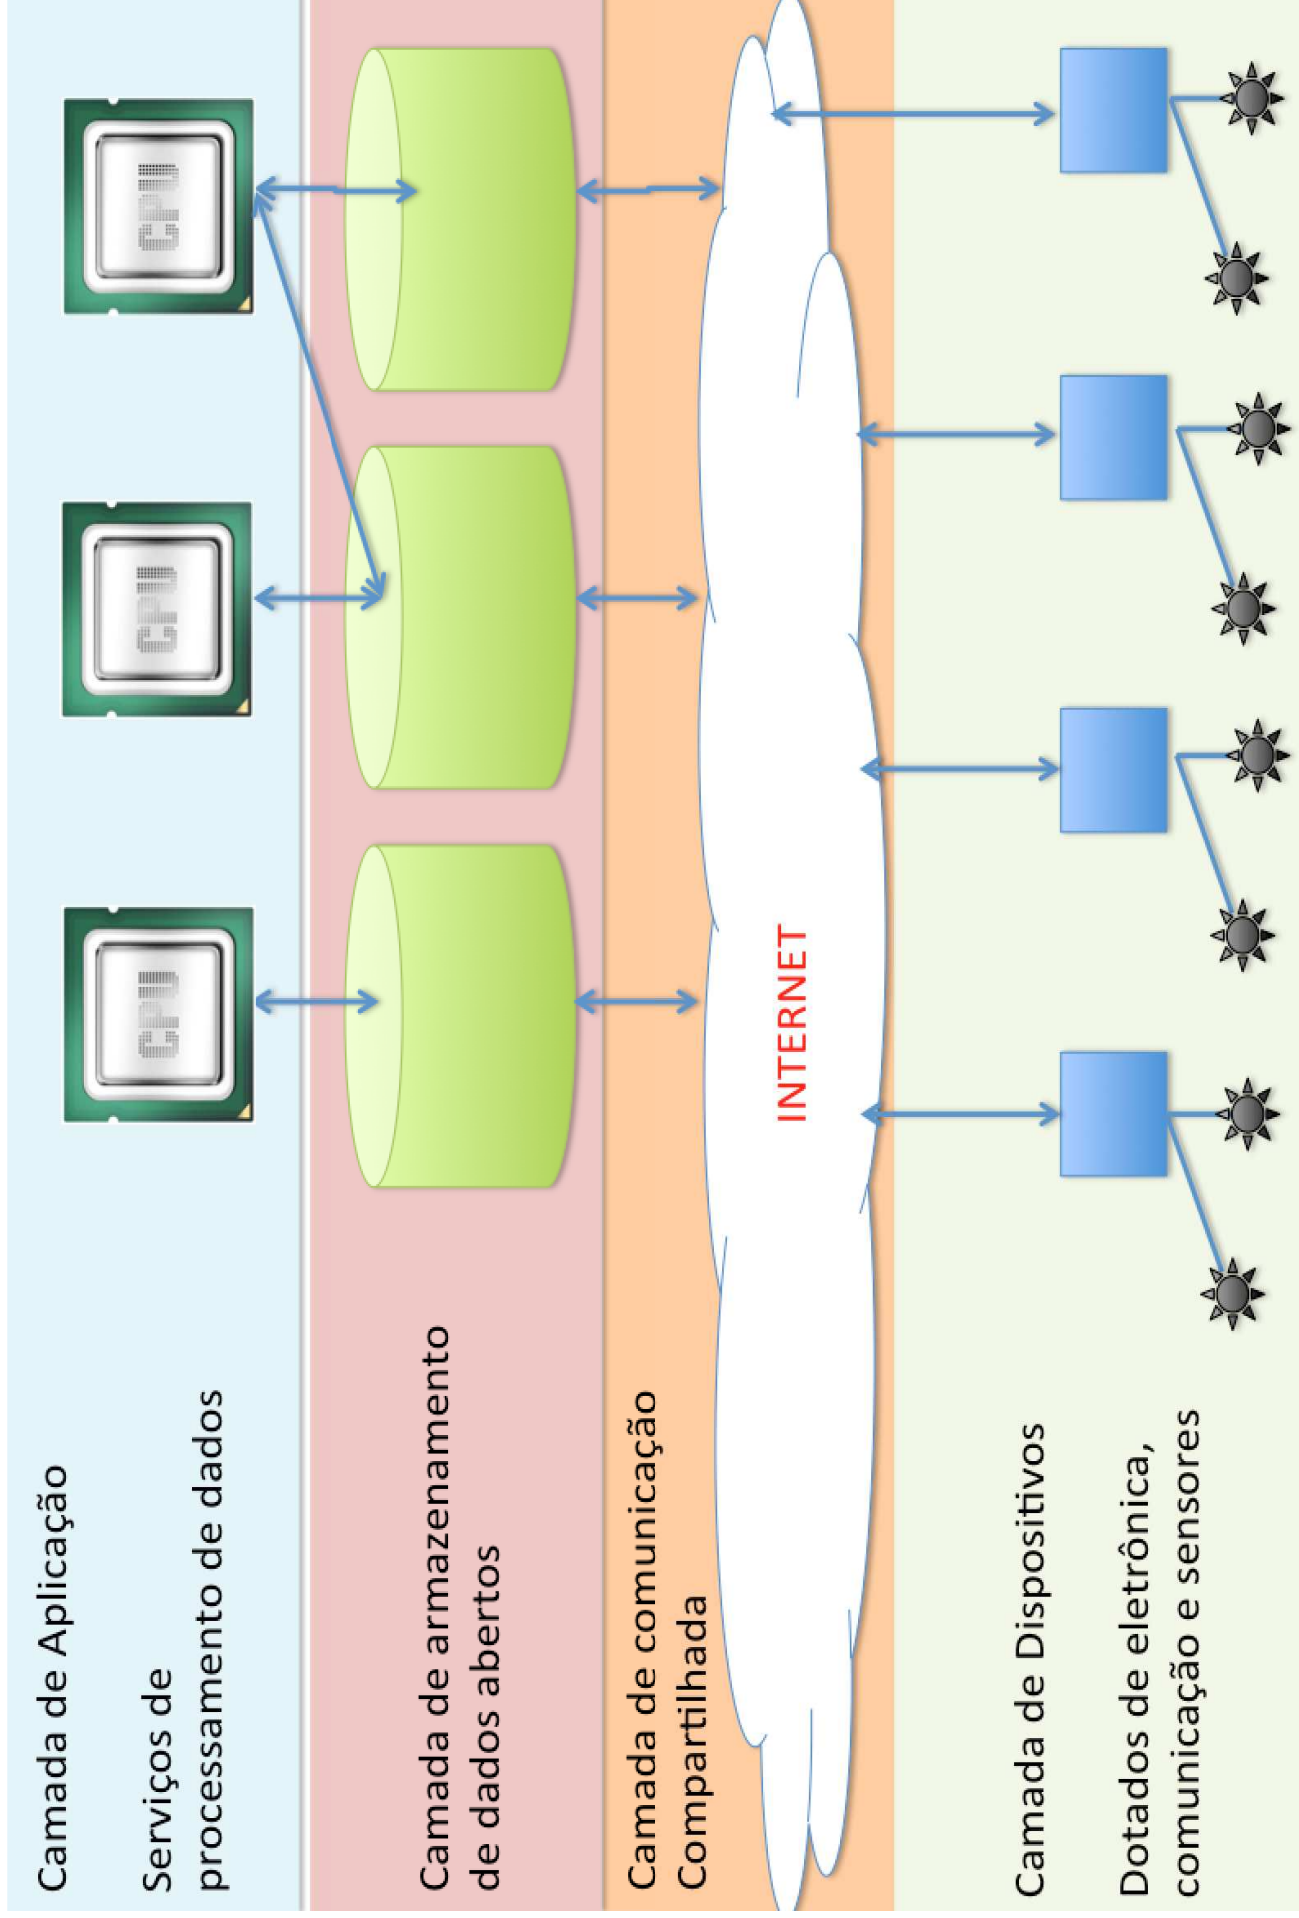 Camada de Aplicação
Serviços de
processamento de dados
CPU
CPU
CPU
Camada de armazenamento
de dados abertos
Camada de comunicação
Compartilhada
INTERNET
Camada de Dispositivos
Dotados de eletrônica,
comunicação e sensores